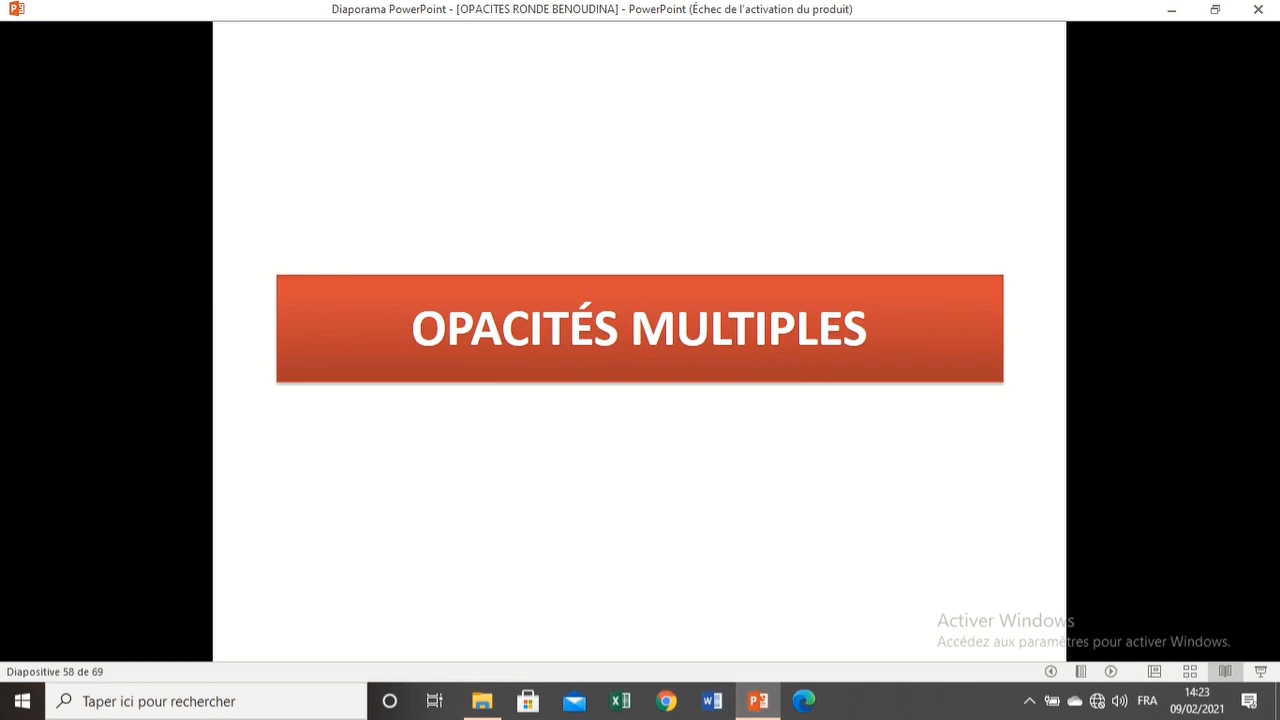 Diaporama PowerPoint - [OPACITES RONDE BENOUDINA] - PowerPoint (Échec de l'activation du produit)
OPACITÉS MULTIPLES
Activer Windows
Accédez aux paramètres pour activer Windows.
Diapositive 58 de 69
Taper ici pour rechercher
FRA
14:23
09/02/2021